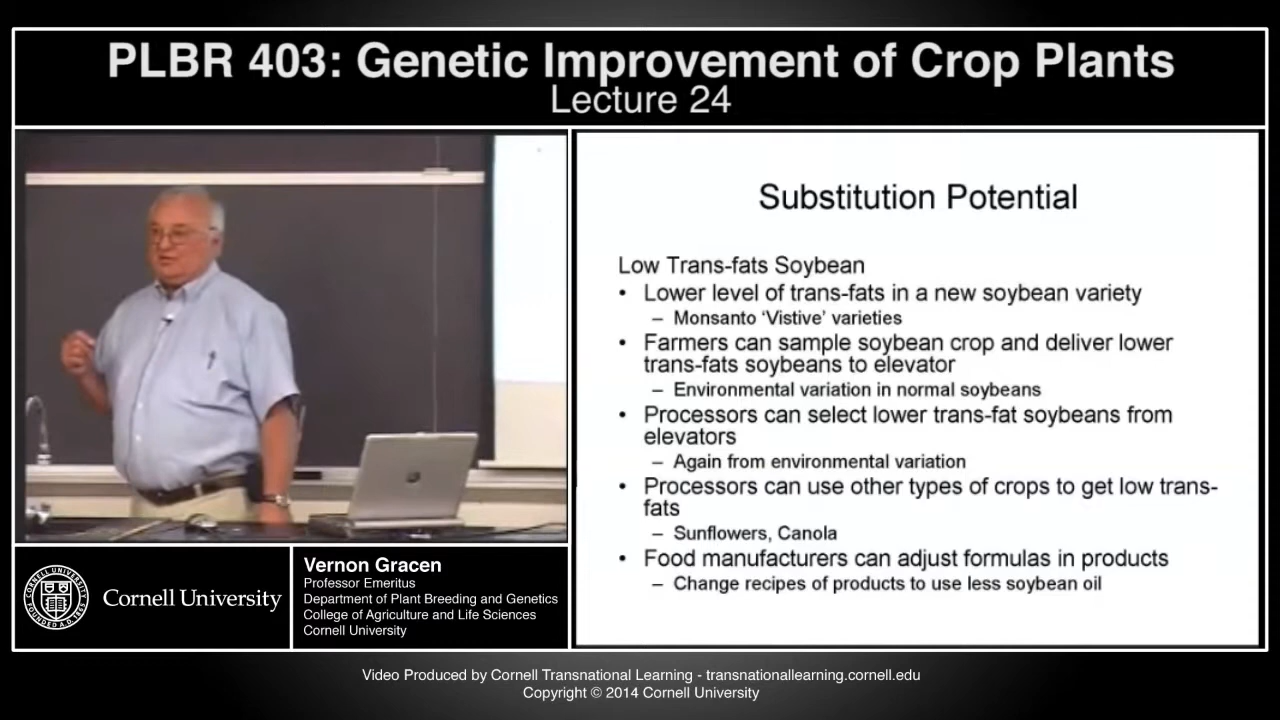 PLBR 403: Genetic Improvement of Crop Plants
Lecture 24
Substitution Potential
Low Trans-fats Soybean
• Lower level of trans-fats in a new soybean variety
– Monsanto ‘Vistive’ varieties
• Farmers can sample soybean crop and deliver lower
trans-fats soybeans to elevator
– Environmental variation in normal soybeans
• Processors can select lower trans-fat soybeans from
elevators
– Again from environmental variation
• Processors can use other types of crops to get low trans-
fats
– Sunflowers, Canola
• Food manufacturers can adjust formulas in products
– Change recipes of products to use less soybean oil
Cornell University
Vernon Gracen
Professor Emeritus
Department of Plant Breeding and Genetics
College of Agriculture and Life Sciences
Cornell University
Video Produced by Cornell Transnational Learning - transnationallearning.cornell.edu
Copyright © 2014 Cornell University